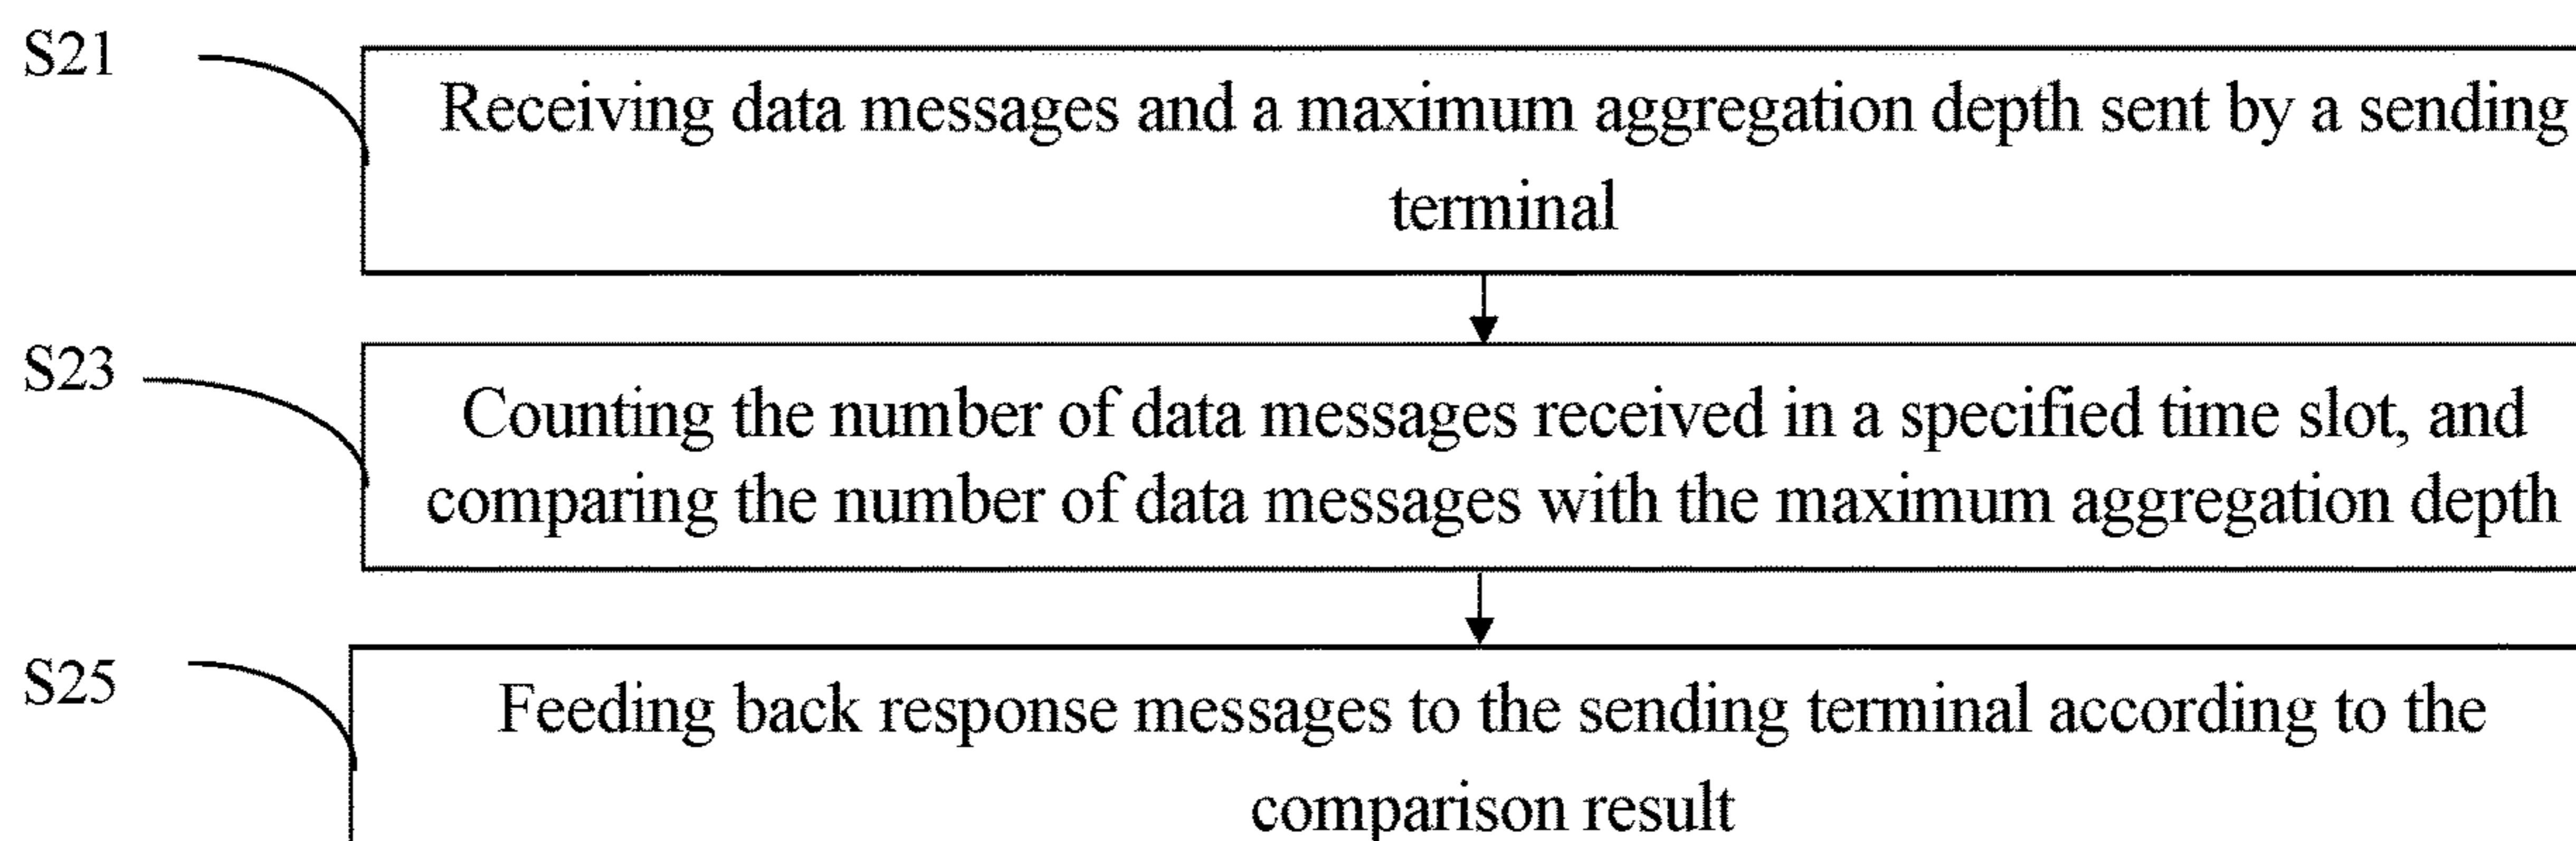 S21
Receiving data messages and a maximum aggregation depth sent by a sending
terminal
S23
Counting the number of data messages received in a specified time slot, and
comparing the number of data messages with the maximum aggregation depth
S25
Feeding back response messages to the sending terminal according to the
comparison result